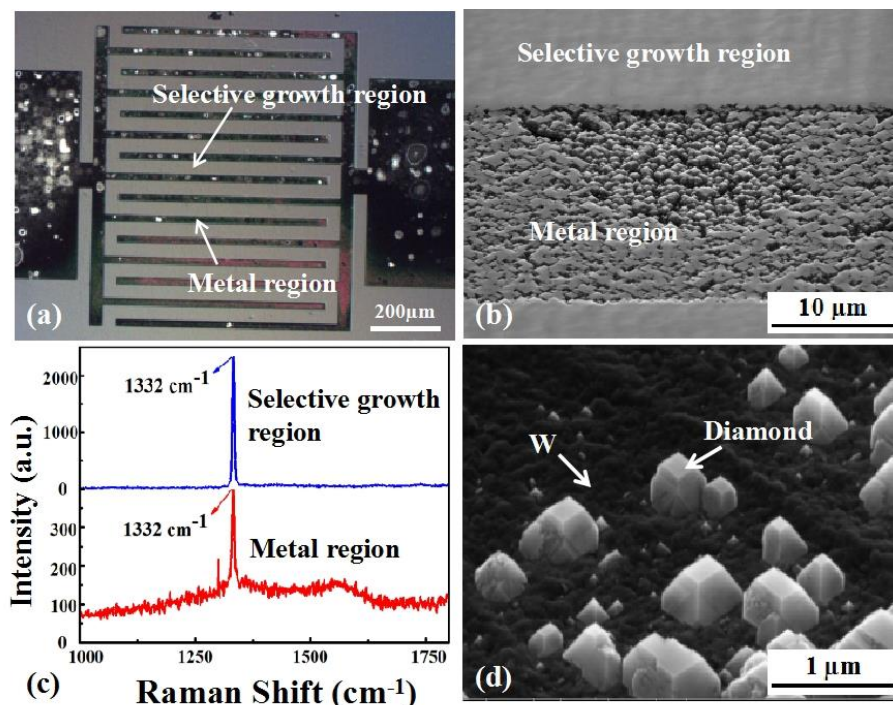 Selective growth
region
Metal region
(a)
200μm
Selective growth region
Metal region
(b)
10 μm
Intensity (a.u.)
2000
1000
0
300
200
100
0
1332 cm-1
Selective growth
region
1332 cm-1
Metal region
1000
1250
1500
1750
(c)
Raman Shift (cm-1)
W
Diamond
(d)
1 μm